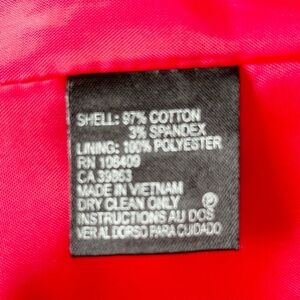 SHELL: 97% COTTON
3% SPANDEX
LINING: 100% POLYESTER
RN 106409
CA 39863
MADE IN VIETNAM
DRY CLEAN ONLY
INSTRUCTIONS AU DOS
VER AL DORSO PARA CUIDADO